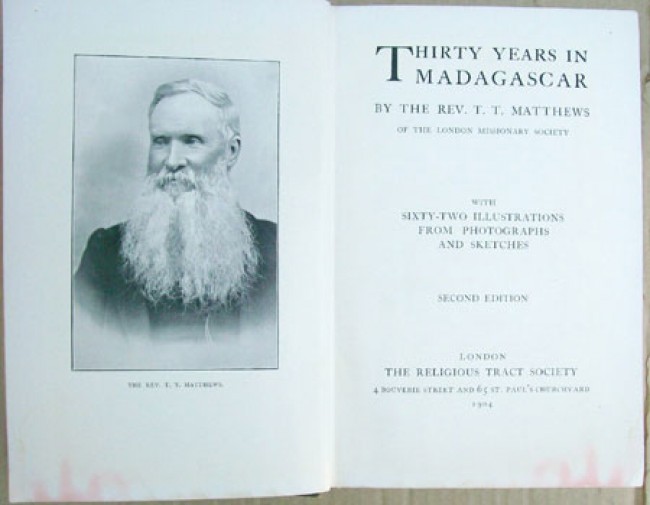 THE REV. T. T. MATTHEWS.
THIRTY YEARS IN
MADAGASCAR
BY THE REV. T. T. MATTHEWS
OF THE LONDON MISSIONARY SOCIETY
WITH
SIXTY-TWO ILLUSTRATIONS
FROM PHOTOGRAPHS
AND SKETCHES
SECOND EDITION
LONDON
THE RELIGIOUS TRACT SOCIETY
4 BOUVERIE STREET AND 65 ST. PAUL'S CHURCHYARD
1904